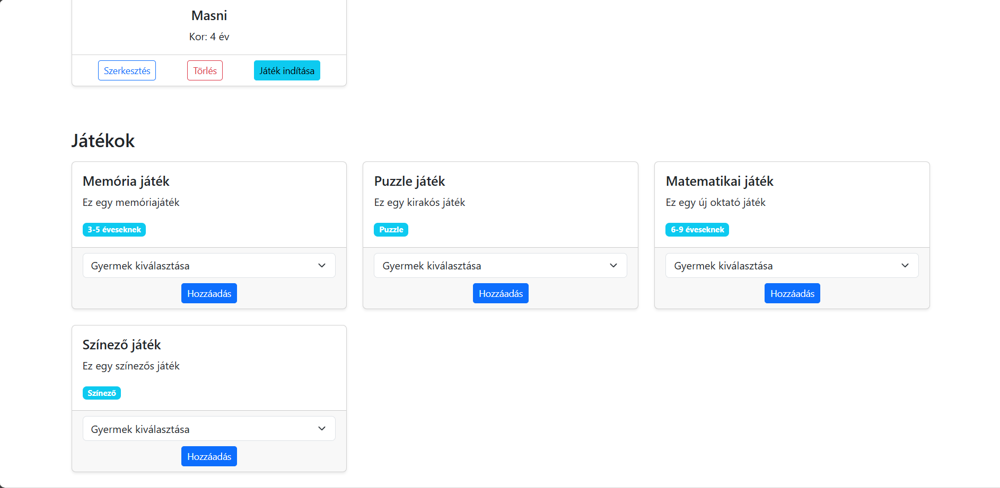 Masni
Kor: 4 év
Szerkesztés
Törlés
Játék indítása
Játékok
Memória játék
Ez egy memóriajáték
3-5 éveseknek
Gyermek kiválasztása
Hozzáadás
Puzzle játék
Ez egy kirakós játék
Puzzle
Gyermek kiválasztása
Hozzáadás
Matematikai játék
Ez egy új oktató játék
6-9 éveseknek
Gyermek kiválasztása
Hozzáadás
Színező játék
Ez egy színezős játék
Színező
Gyermek kiválasztása
Hozzáadás